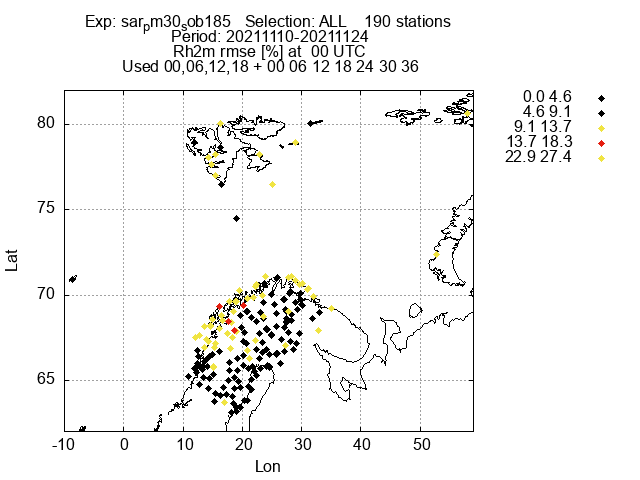 Exp: sarpm30sob185 Selection: ALL 190 stations
Period: 20211110-20211124
Rh2m rmse [%] at 00 UTC
Used 00,06,12,18 + 00 06 12 18 24 30 36
0.0 4.6
4.6 9.1
9.1 13.7
13.7 18.3
22.9 27.4
80
75
70
65
Lat
-10 0 10 20 30 40 50
Lon